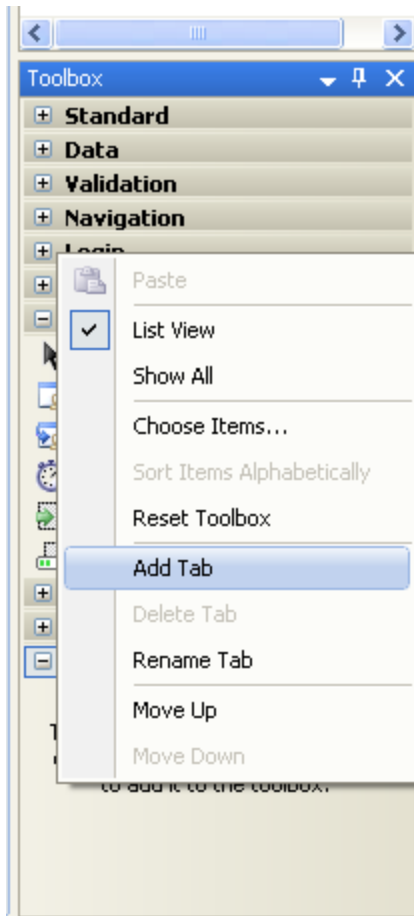 Toolbox
Standard
Data
Validation
Navigation
Login
Paste
List View
Show All
Choose Items...
Sort Items Alphabetically
Reset Toolbox
Add Tab
Delete Tab
Rename Tab
Move Up
Move Down
to add it to the toolbox.